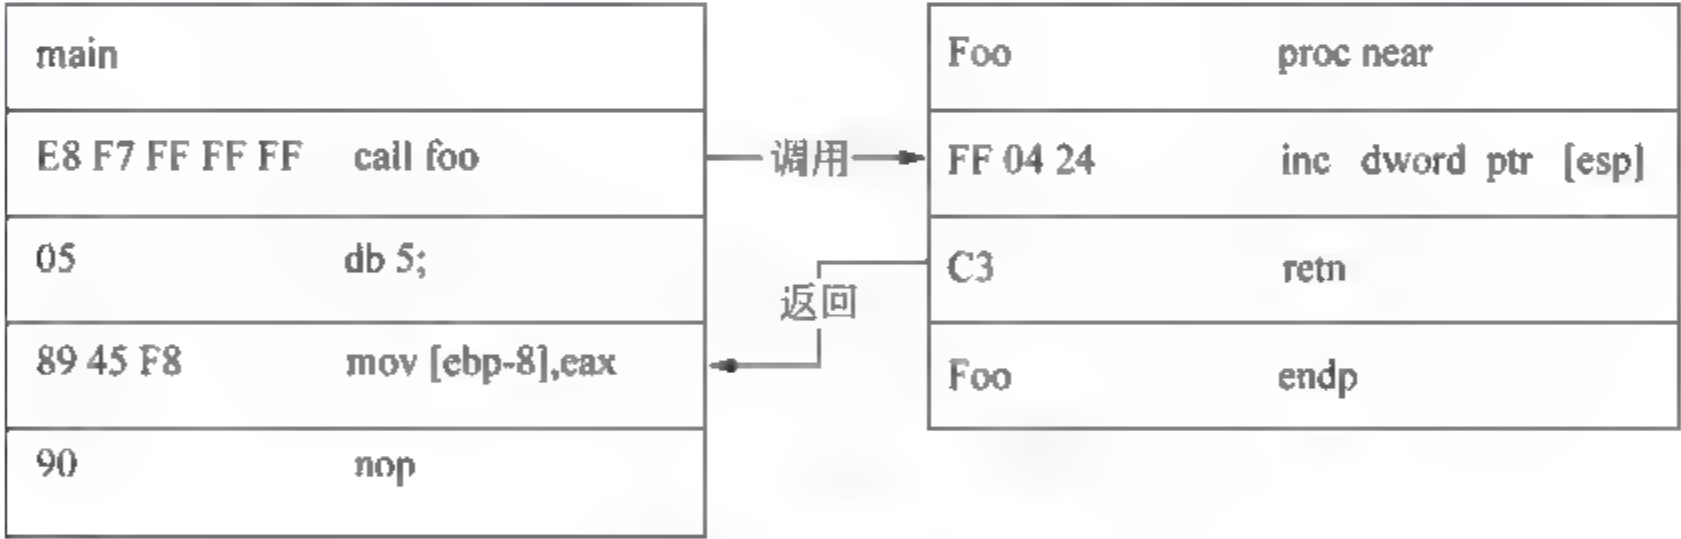 main
E8 F7 FF FF FF call foo
05 db 5;
89 45 F8 mov [ebp-8],eax
90 nop
调用
返回
Foo proc near
FF 04 24 inc dword ptr [esp]
C3 retn
Foo endp